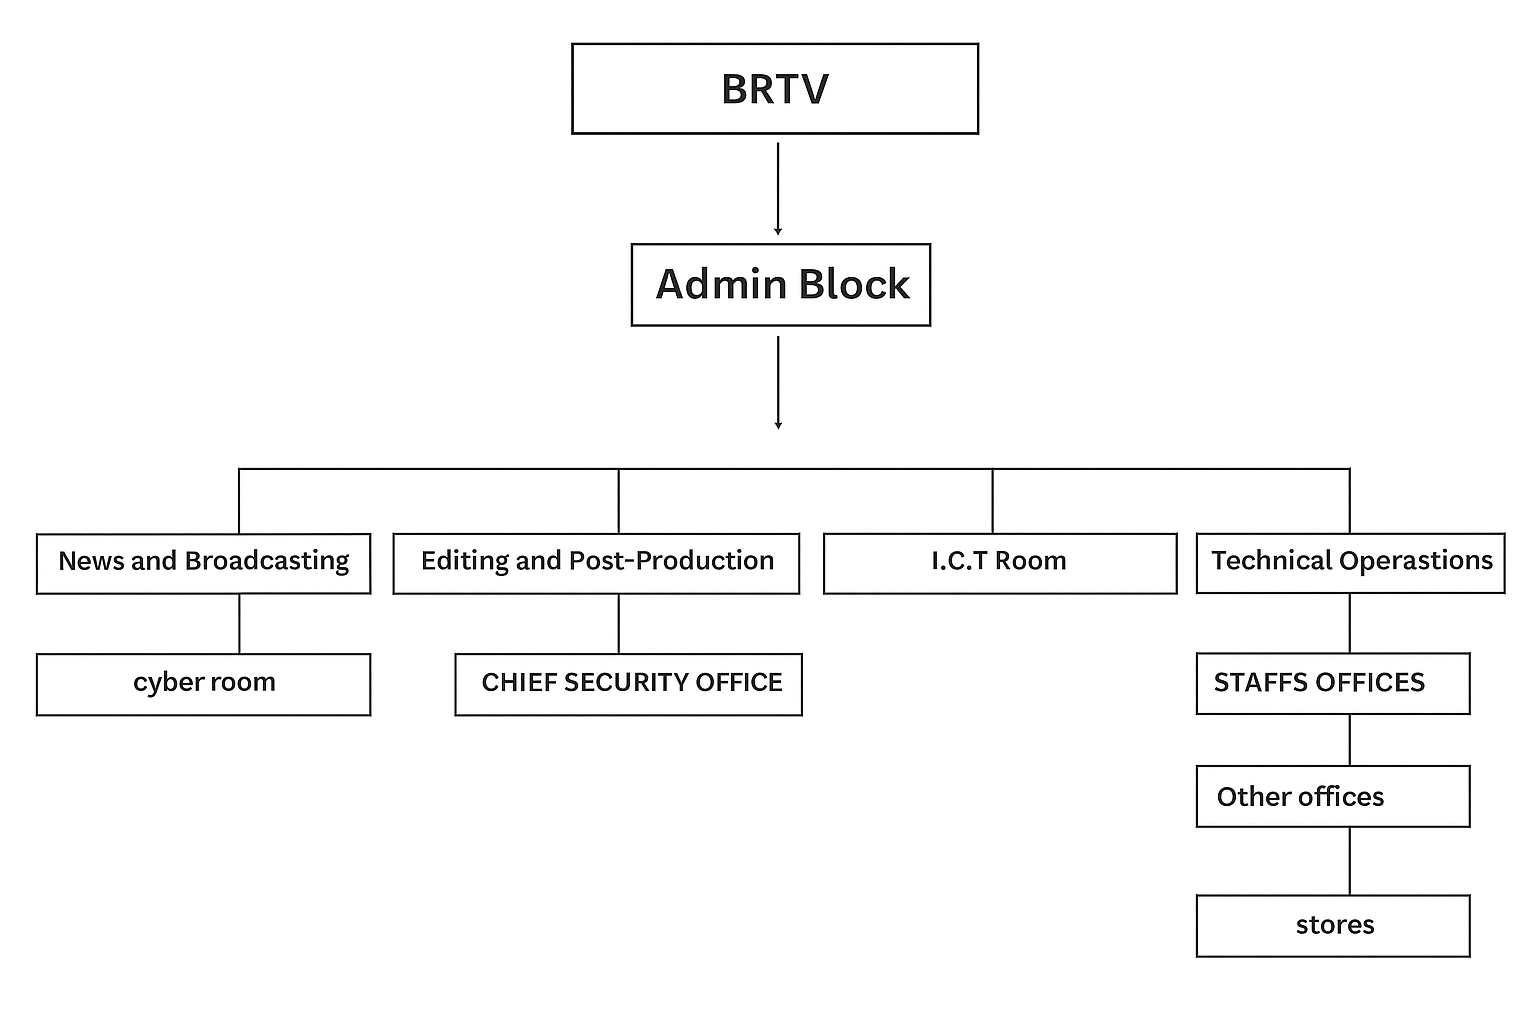 BRTV
Admin Block
News and Broadcasting
Editing and Post-Production
I.C.T Room
Technical Operastions
cyber room
CHIEF SECURITY OFFICE
STAFFS OFFICES
Other offices
stores